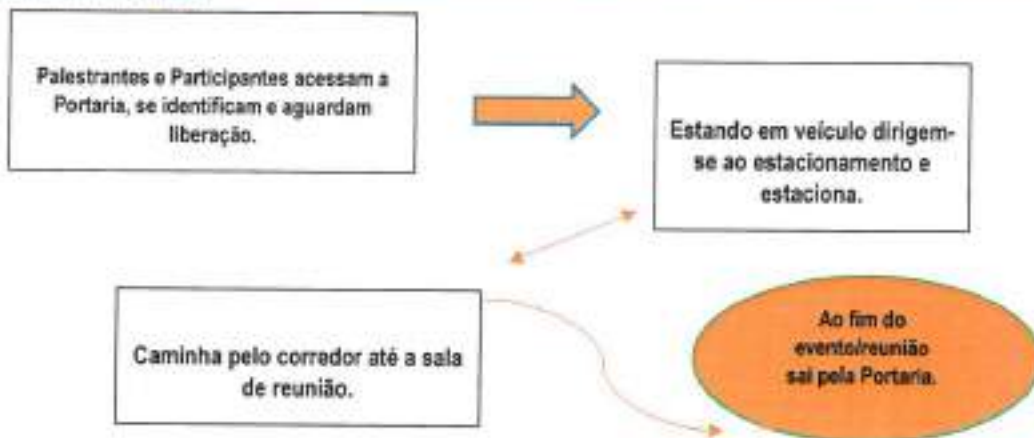 Palestrantes e Participantes acessam a
Portaria, se identificam e aguardam
liberação.
Estando em veículo dirigem-
se ao estacionamento e
estaciona.
Caminha pelo corredor até a sala
de reunião.
Ao fim do
evento/reunião
sai pela Portaria.